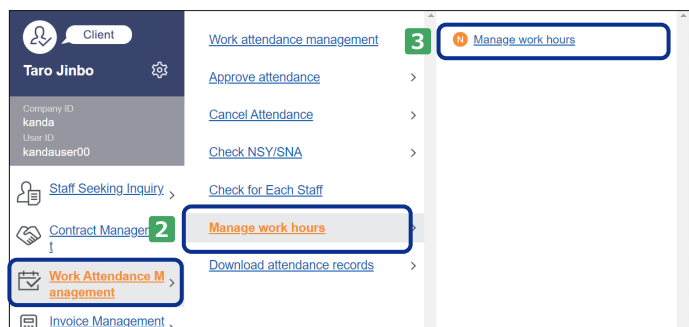 Client
Taro Jinbo
Company ID
kanda
User ID
kandauser00
Staff Seeking Inquiry
Contract Managem
t
2
Work Attendance M
anagement
Invoice Management
Work attendance management
Approve attendance
Cancel Attendance
Check NSY/SNA
Check for Each Staff
Manage work hours
Download attendance records
3
N Manage work hours